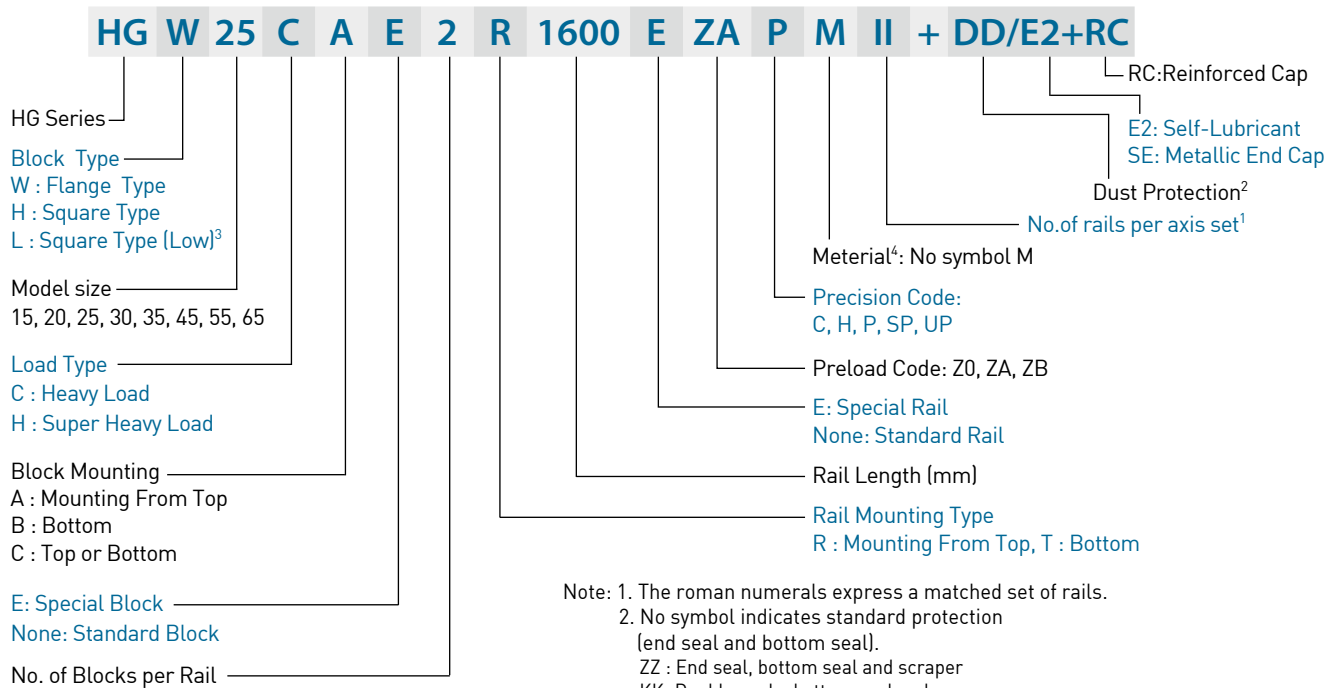 HG W 25 C A E 2 R 1600 E ZA P M II + DD/E2+RC
HG Series
Block Type
W : Flange Type
H : Square Type
L : Square Type (Low)3
Model size
15, 20, 25, 30, 35, 45, 55, 65
Load Type
C : Heavy Load
H : Super Heavy Load
Block Mounting
A : Mounting From Top
B : Bottom
C : Top or Bottom
E: Special Block
None: Standard Block
No. of Blocks per Rail
RC:Reinforced Cap
E2: Self-Lubricant
SE: Metallic End Cap
Dust Protection2
No.of rails per axis set1
Meterial4: No symbol M
Precision Code:
C, H, P, SP, UP
Preload Code: Z0, ZA, ZB
E: Special Rail
None: Standard Rail
Rail Length (mm)
Rail Mounting Type
R : Mounting From Top, T : Bottom
Note: 1. The roman numerals express a matched set of rails.
2. No symbol indicates standard protection
(end seal and bottom seal).
ZZ : End seal, bottom seal and scraper